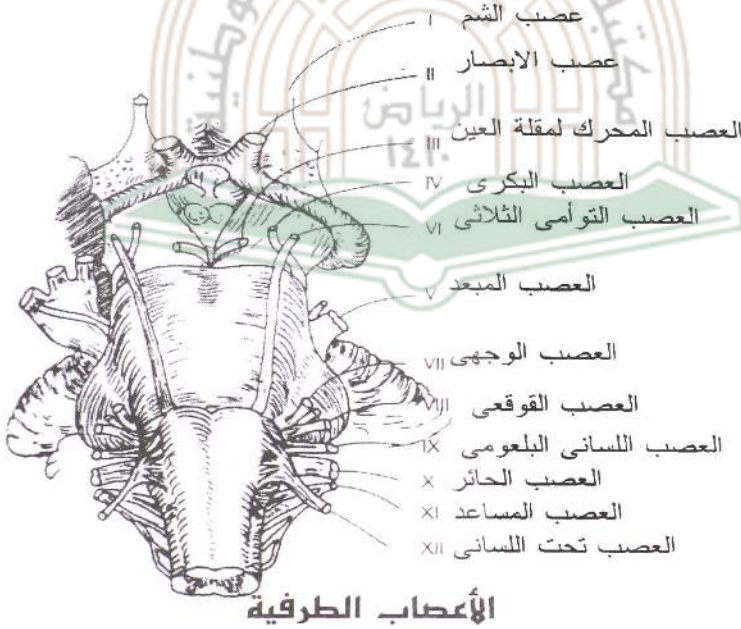 عصب الشم I
عصب الابصار II
العصب المحرك لمقلة العين III
العصب البكرى IV
العصب التوأمى الثلاثى VI
العصب المبعد V
العصب الوجهى VII
العصب القوقعى VIII
العصب اللسانى البلعومى IX
العصب الحائر X
العصب المساعد XI
العصب تحت اللسانى XII
الأعصاب الطرفية
الرياض
١٤١٠